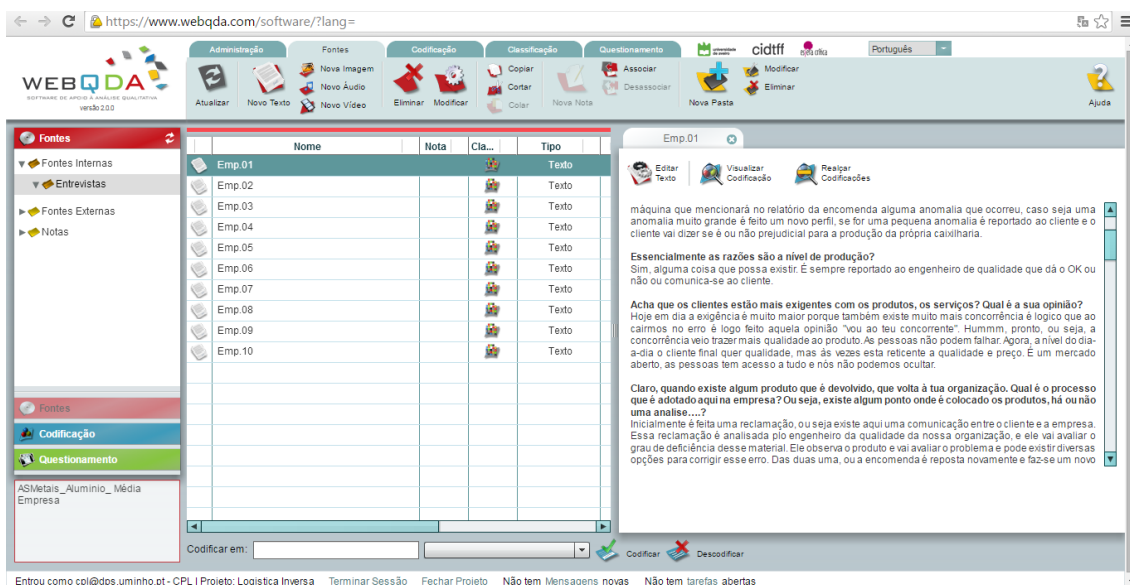 https://www.webqda.com/software/?lang=
WEBQDA
SOFTWARE DE APOIO À ANÁLISE QUALITATIVA
versão 2.0.0
Administração Fontes Codificação Classificação Questionamento
universidade de aveiro cidtff esfera crítica Português
Atualizar Novo Texto Nova Imagem Novo Áudio Novo Vídeo
Eliminar Modificar Copiar Cortar Colar Nova Nota
Associar Desassociar Nova Pasta Modificar Eliminar Ajuda
Fontes
Fontes Internas
Entrevistas
Fontes Externas
Notas
Fontes
Codificação
Questionamento
ASMetais_Aluminio_ Média
Empresa
Nome Nota Cla... Tipo
Emp.01 Texto
Emp.02 Texto
Emp.03 Texto
Emp.04 Texto
Emp.05 Texto
Emp.06 Texto
Emp.07 Texto
Emp.08 Texto
Emp.09 Texto
Emp.10 Texto
Codificar em: Codificar Descodificar
Emp.01
Editar Texto Visualizar Codificação Realçar Codificações
máquina que mencionará no relatório da encomenda alguma anomalia que ocorreu, caso seja uma
anomalia muito grande é feito um novo perfil, se for uma pequena anomalia é reportado ao cliente e o
cliente vai dizer se é ou não prejudicial para a produção da própria caixilharia.
Essencialmente as razões são a nível de produção?
Sim, alguma coisa que possa existir. É sempre reportado ao engenheiro de qualidade que dá o OK ou
não ou comunica-se ao cliente.
Acha que os clientes estão mais exigentes com os produtos, os serviços? Qual é a sua opinião?
Hoje em dia a exigência é muito maior porque também existe muito mais concorrência é logico que ao
cairmos no erro é logo feito aquela opinião "vou ao teu concorrente". Hummm, pronto, ou seja, a
concorrência veio trazer mais qualidade ao produto. As pessoas não podem falhar. Agora, a nível do dia-
a-dia o cliente final quer qualidade, mas às vezes esta reticente a qualidade e preço. É um mercado
aberto, as pessoas tem acesso a tudo e nós não podemos ocultar.
Claro, quando existe algum produto que é devolvido, que volta à tua organização. Qual é o processo
que é adotado aqui na empresa? Ou seja, existe algum ponto onde é colocado os produtos, há ou não
uma analise....?
Inicialmente é feita uma reclamação, ou seja existe aqui uma comunicação entre o cliente e a empresa.
Essa reclamação é analisada plo engenheiro da qualidade da nossa organização, e ele vai avaliar o
grau de deficiência desse material. Ele observa o produto e vai avaliar o problema e pode existir diversas
opções para corrigir esse erro. Das duas uma, ou a encomenda é reposta novamente e faz-se um novo
Entrou como cpl@dps.uminho.pt - CPL | Projeto: Logistica Inversa Terminar Sessão Fechar Projeto Não tem Mensagens novas Não tem tarefas abertas